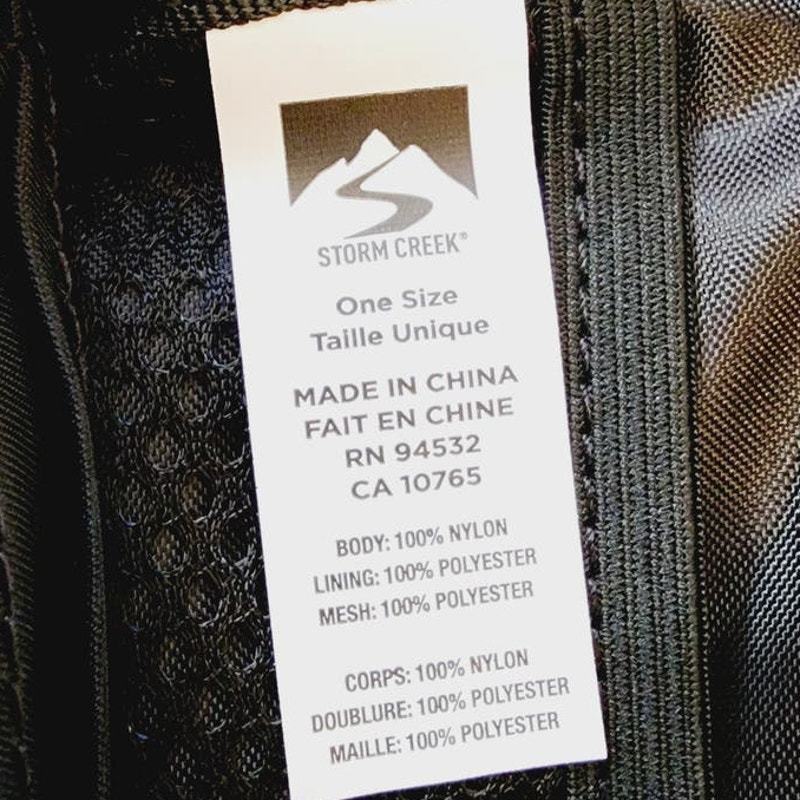 STORM CREEK®
One Size
Taille Unique
MADE IN CHINA
FAIT EN CHINE
RN 94532
CA 10765
BODY: 100% NYLON
LINING: 100% POLYESTER
MESH: 100% POLYESTER
CORPS: 100% NYLON
DOUBLURE: 100% POLYESTER
MAILLE: 100% POLYESTER